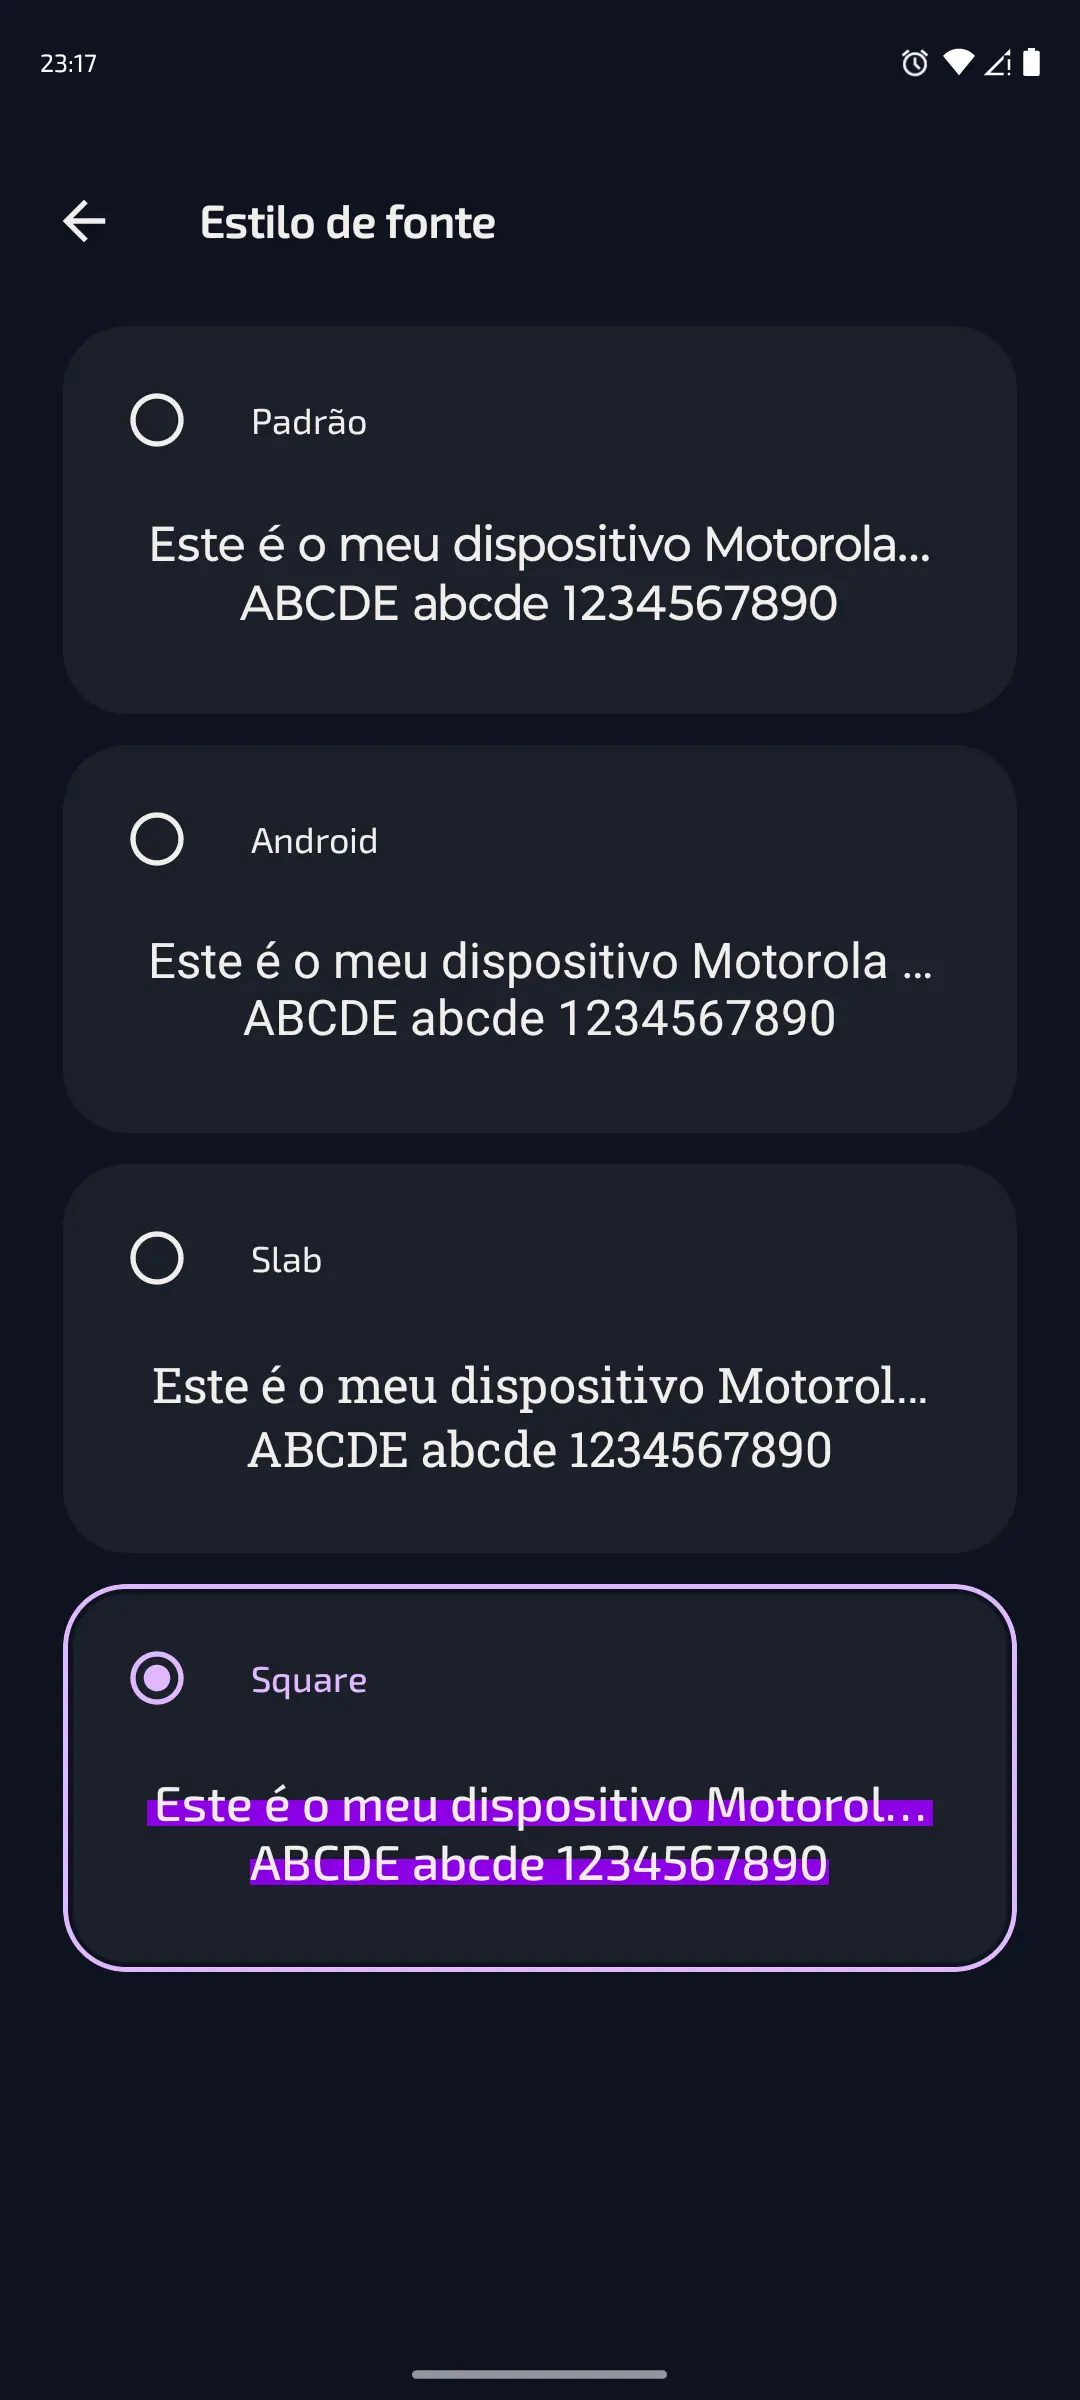 23:17
Estilo de fonte
Padrão
Este é o meu dispositivo Motorola...
ABCDE abcde 1234567890
Android
Este é o meu dispositivo Motorola ...
ABCDE abcde 1234567890
Slab
Este é o meu dispositivo Motorol...
ABCDE abcde 1234567890
Square
Este é o meu dispositivo Motorol...
ABCDE abcde 1234567890